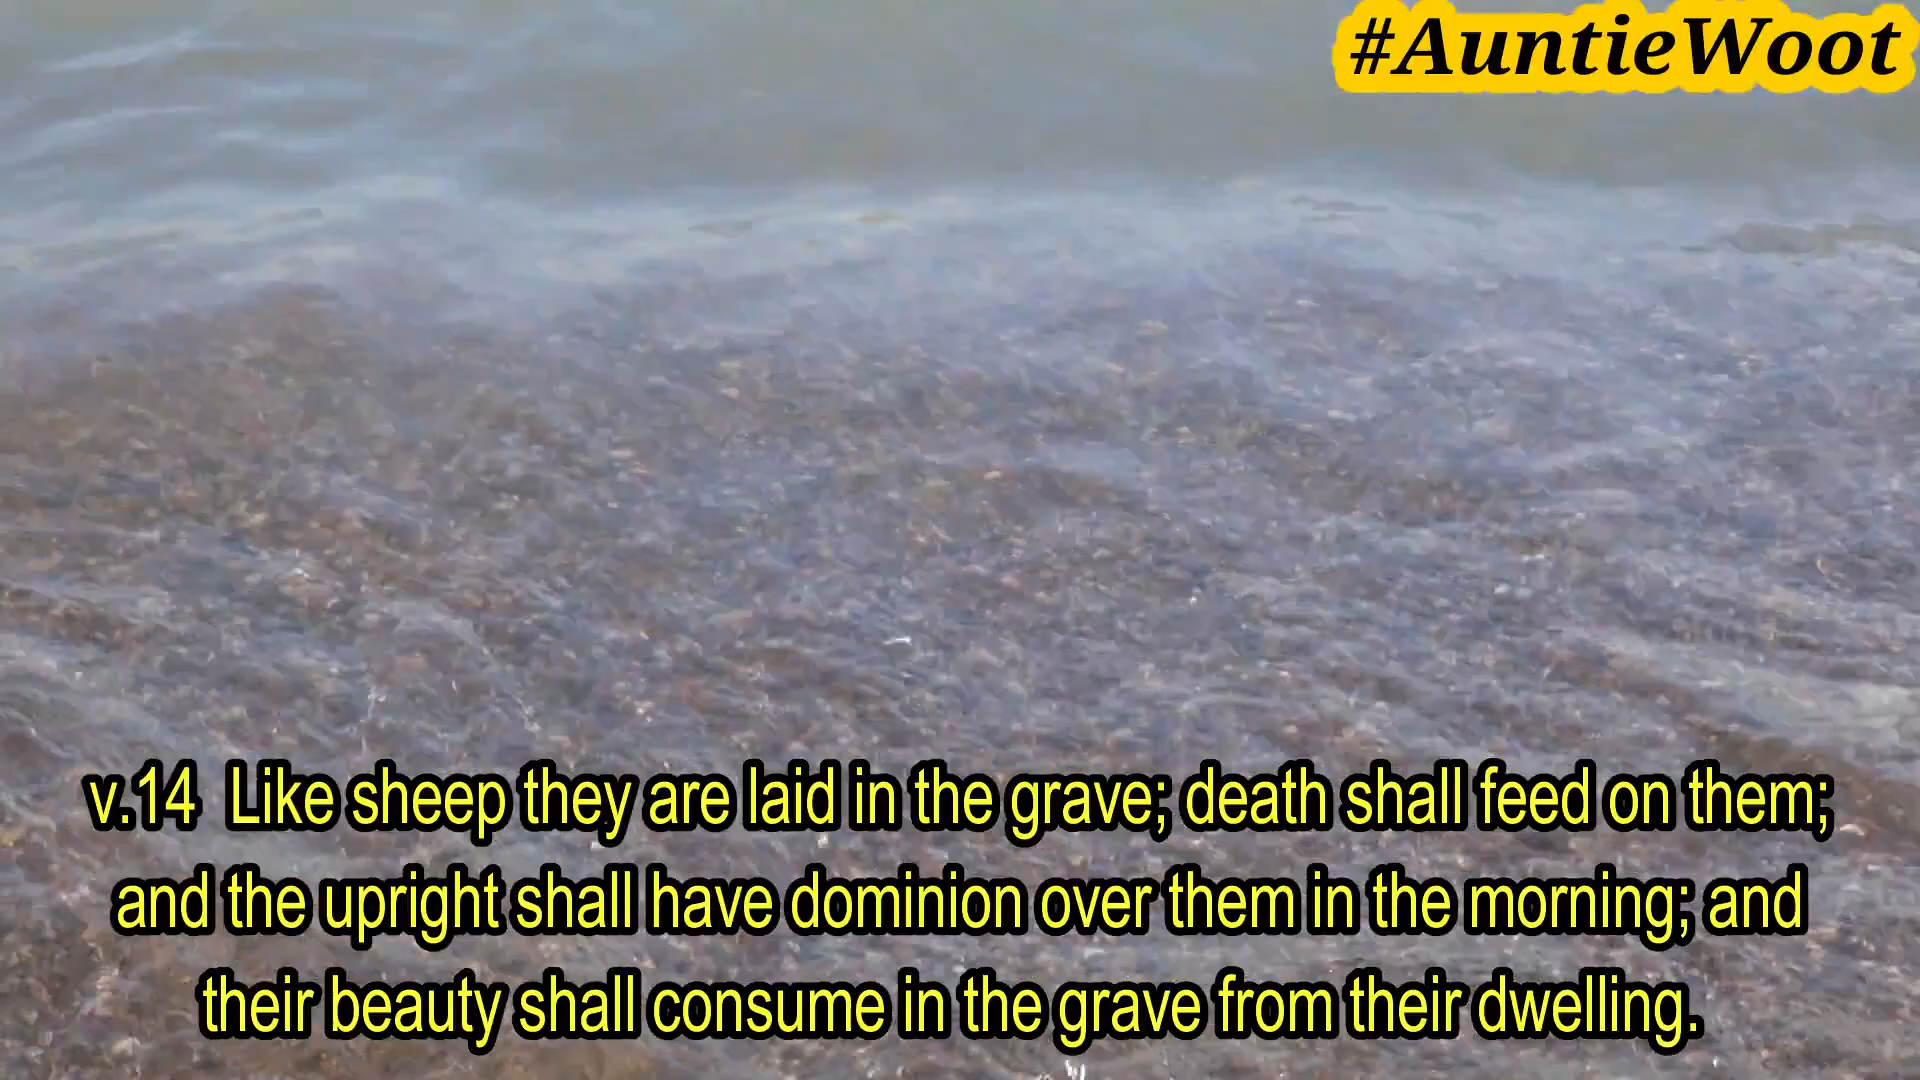 #AuntieWoot
v.14 Like sheep they are laid in the grave; death shall feed on them;
and the upright shall have dominion over them in the morning; and
their beauty shall consume in the grave from their dwelling.